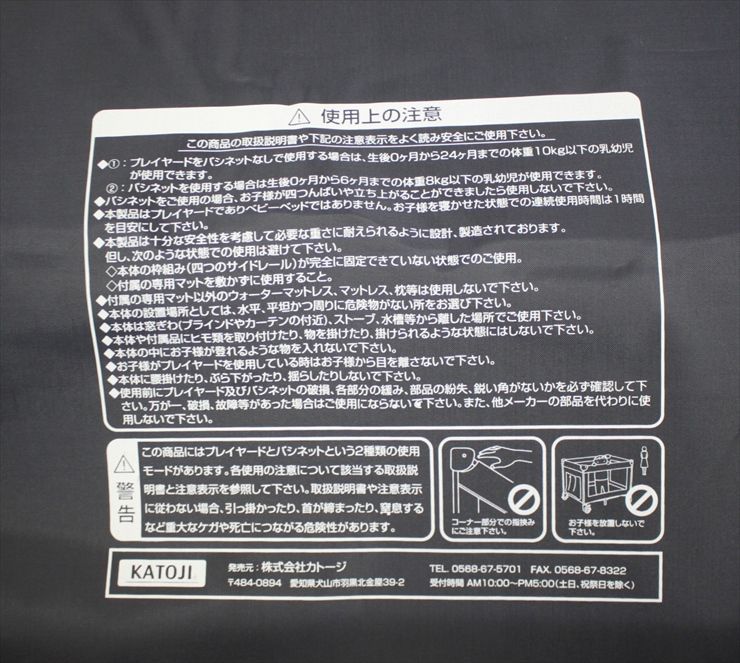 ⚠ 使用上の注意
この商品の取扱説明書や下記の注意表示をよく読み安全にご使用下さい。
◆①：プレイヤードをバシネットなしで使用する場合は、生後0ヶ月から24ヶ月までの体重10kg以下の乳幼児
が使用できます。
②：バシネットを使用する場合は生後0ヶ月から6ヶ月までの体重8kg以下の乳幼児が使用できます。
◆バシネットをご使用の場合、お子様が四つんばいや立ち上がることができましたら使用しないで下さい。
◆本製品はプレイヤードでありベビーベッドではありません。お子様を寝かせた状態での連続使用時間は1時間
を目安にして下さい。
◆本製品は十分な安全性を考慮して必要な重さに耐えられるように設計、製造されております。
但し、次のような状態での使用は避けて下さい。
◇本体の枠組み(四つのサイドレール)が完全に固定できていない状態でのご使用。
◇付属の専用マットを敷かずに使用すること。
◆付属の専用マット以外のウォーターマットレス、マットレス、枕等は使用しないで下さい。
◆本体の設置場所としては、水平、平坦かつ周りに危険物がない所をお選び下さい。
◆本体は窓ぎわ(ブラインドやカーテンの付近)、ストーブ、水槽等から離した場所でご使用下さい。
◆本体や付属品にヒモ類を取り付けたり、物を掛けたり、掛けられるような状態にはしないで下さい。
◆本体の中にお子様が登れるような物を入れないで下さい。
◆お子様がプレイヤードを使用している時はお子様から目を離さないで下さい。
◆本体に腰掛けたり、ぶら下がったり、揺らしたりしないで下さい。
◆使用前にプレイヤード及びバシネットの破損、各部分の緩み、部品の紛失、鋭い角がないかを必ず確認して下
さい。万が一、破損、故障等があった場合はご使用にならないで下さい。また、他メーカーの部品を代わりに使
用しないで下さい。
⚠警告
この商品にはプレイヤードとバシネットという2種類の使用
モードがあります。各使用の注意について該当する取扱説
明書と注意表示を参照して下さい。取扱説明書や注意表示
に従わない場合、引っ掛かったり、首が締まったり、窒息する
など重大なケガや死亡につながる危険性があります。
コーナー部分での指挟み
にご注意下さい。
お子様を放置しないで
下さい。
KATOJI
発売元：株式会社カトージ
〒484-0894 愛知県犬山市羽黒北金屋39-2
TEL. 0568-67-5701 FAX. 0568-67-8322
受付時間 AM10:00〜PM5:00(土日、祝祭日を除く)